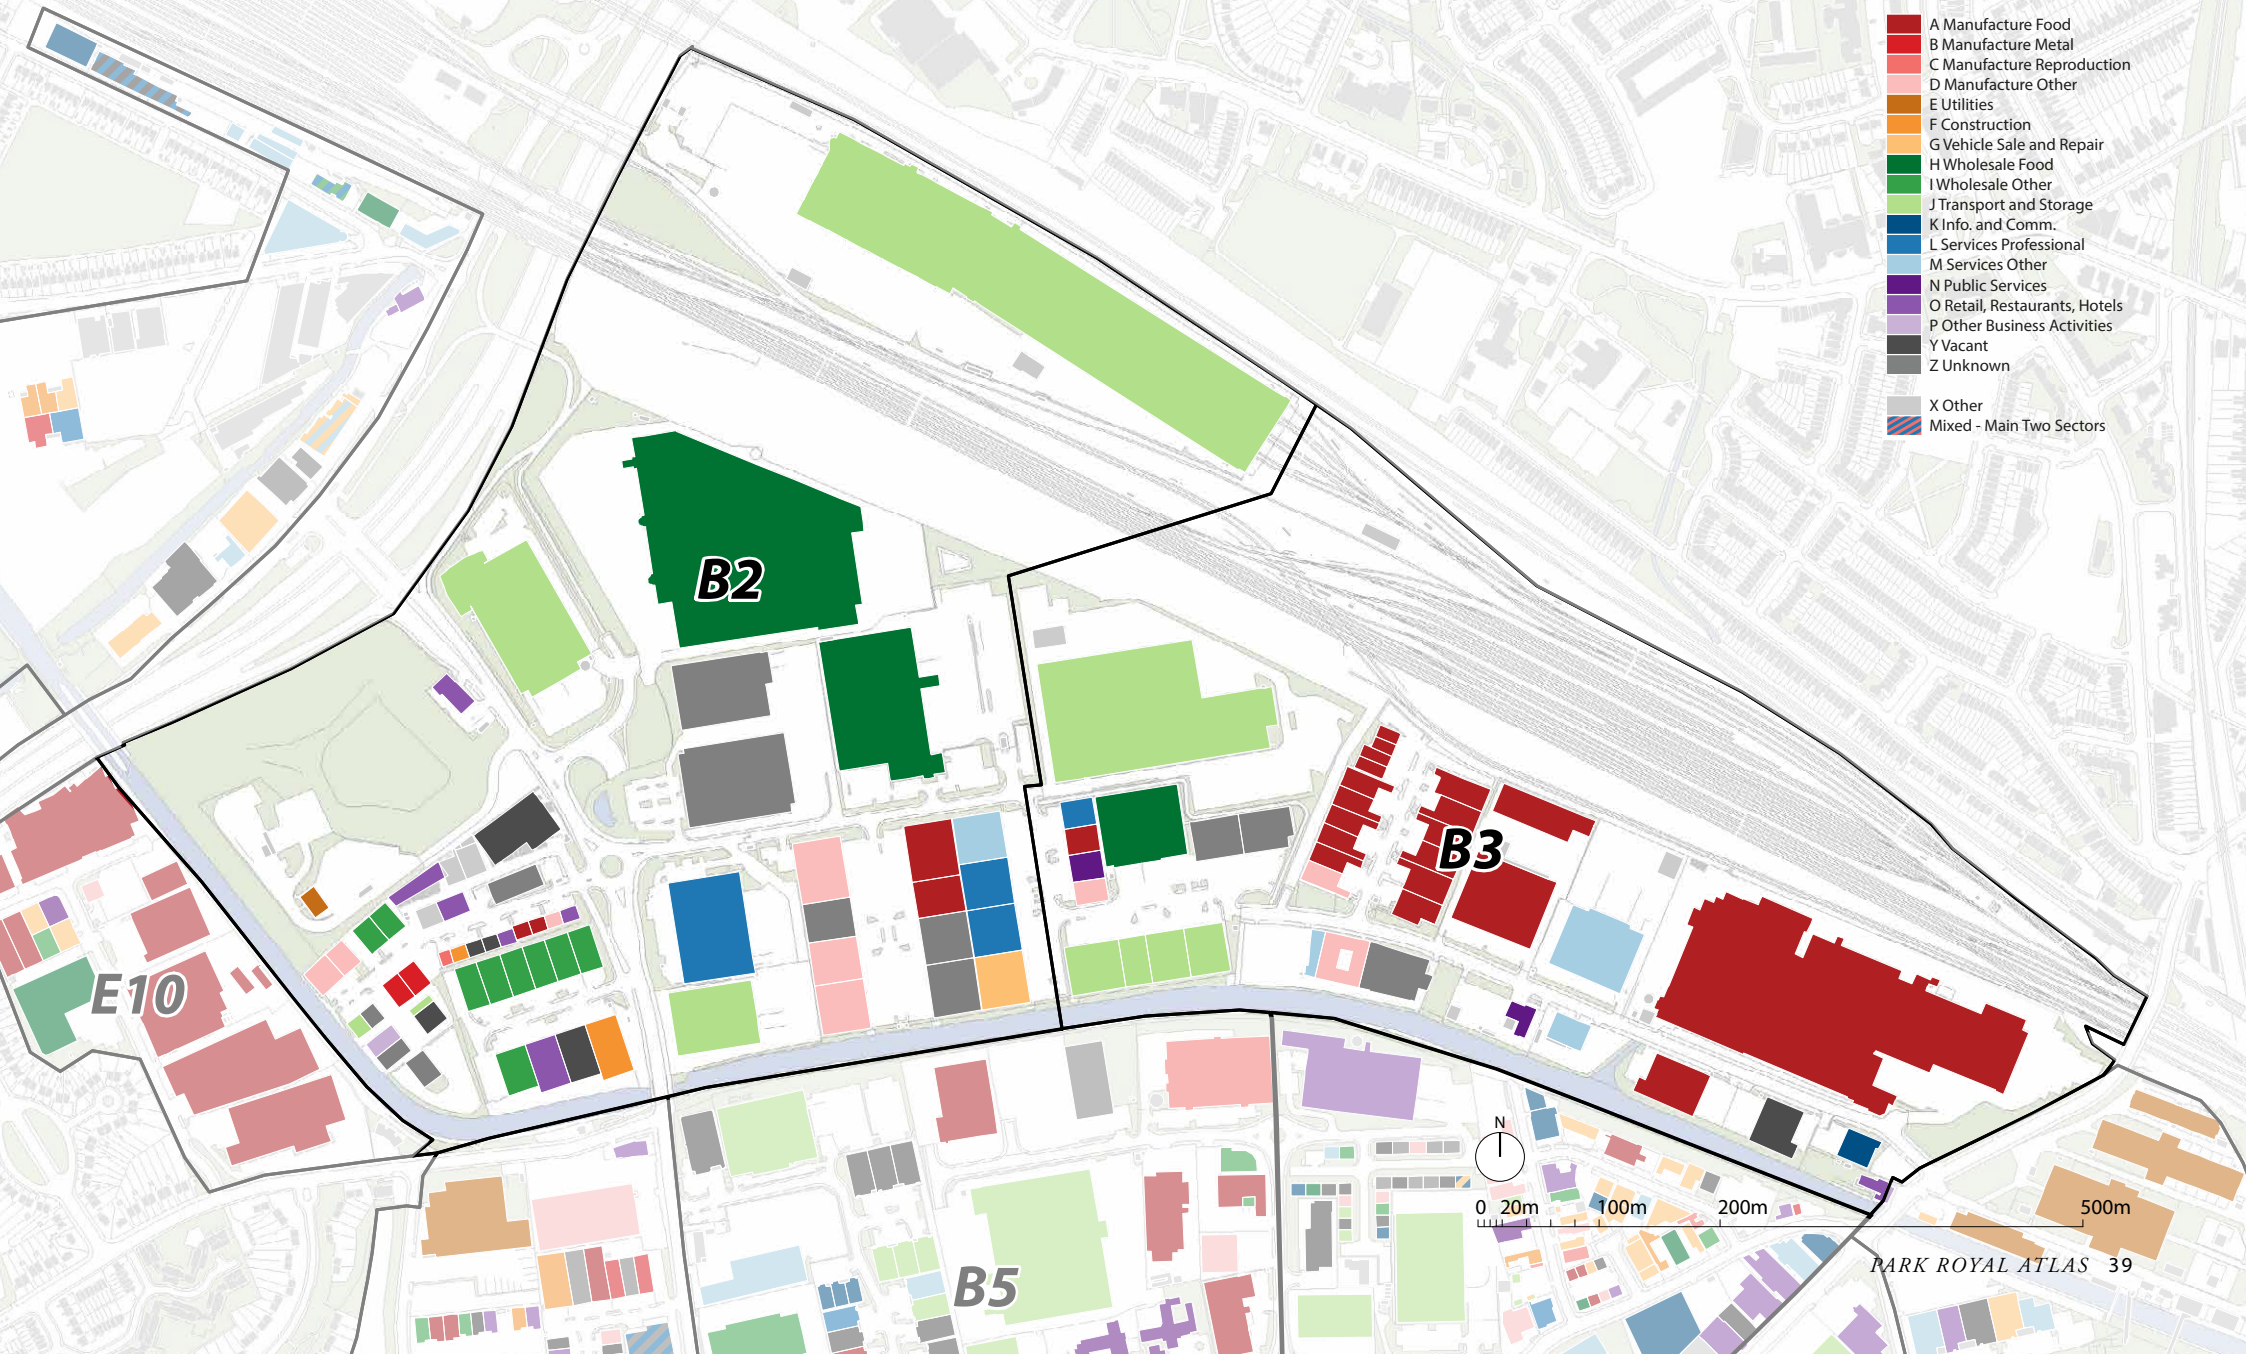 A Manufacture Food
B Manufacture Metal
C Manufacture Reproduction
D Manufacture Other
E Utilities
F Construction
G Vehicle Sale and Repair
H Wholesale Food
I Wholesale Other
J Transport and Storage
K Info. and Comm.
L Services Professional
M Services Other
N Public Services
O Retail, Restaurants, Hotels
P Other Business Activities
Y Vacant
Z Unknown
X Other
Mixed - Main Two Sectors
B2
B3
E10
B5
N
0 20m 100m 200m 500m
PARK ROYAL ATLAS 39